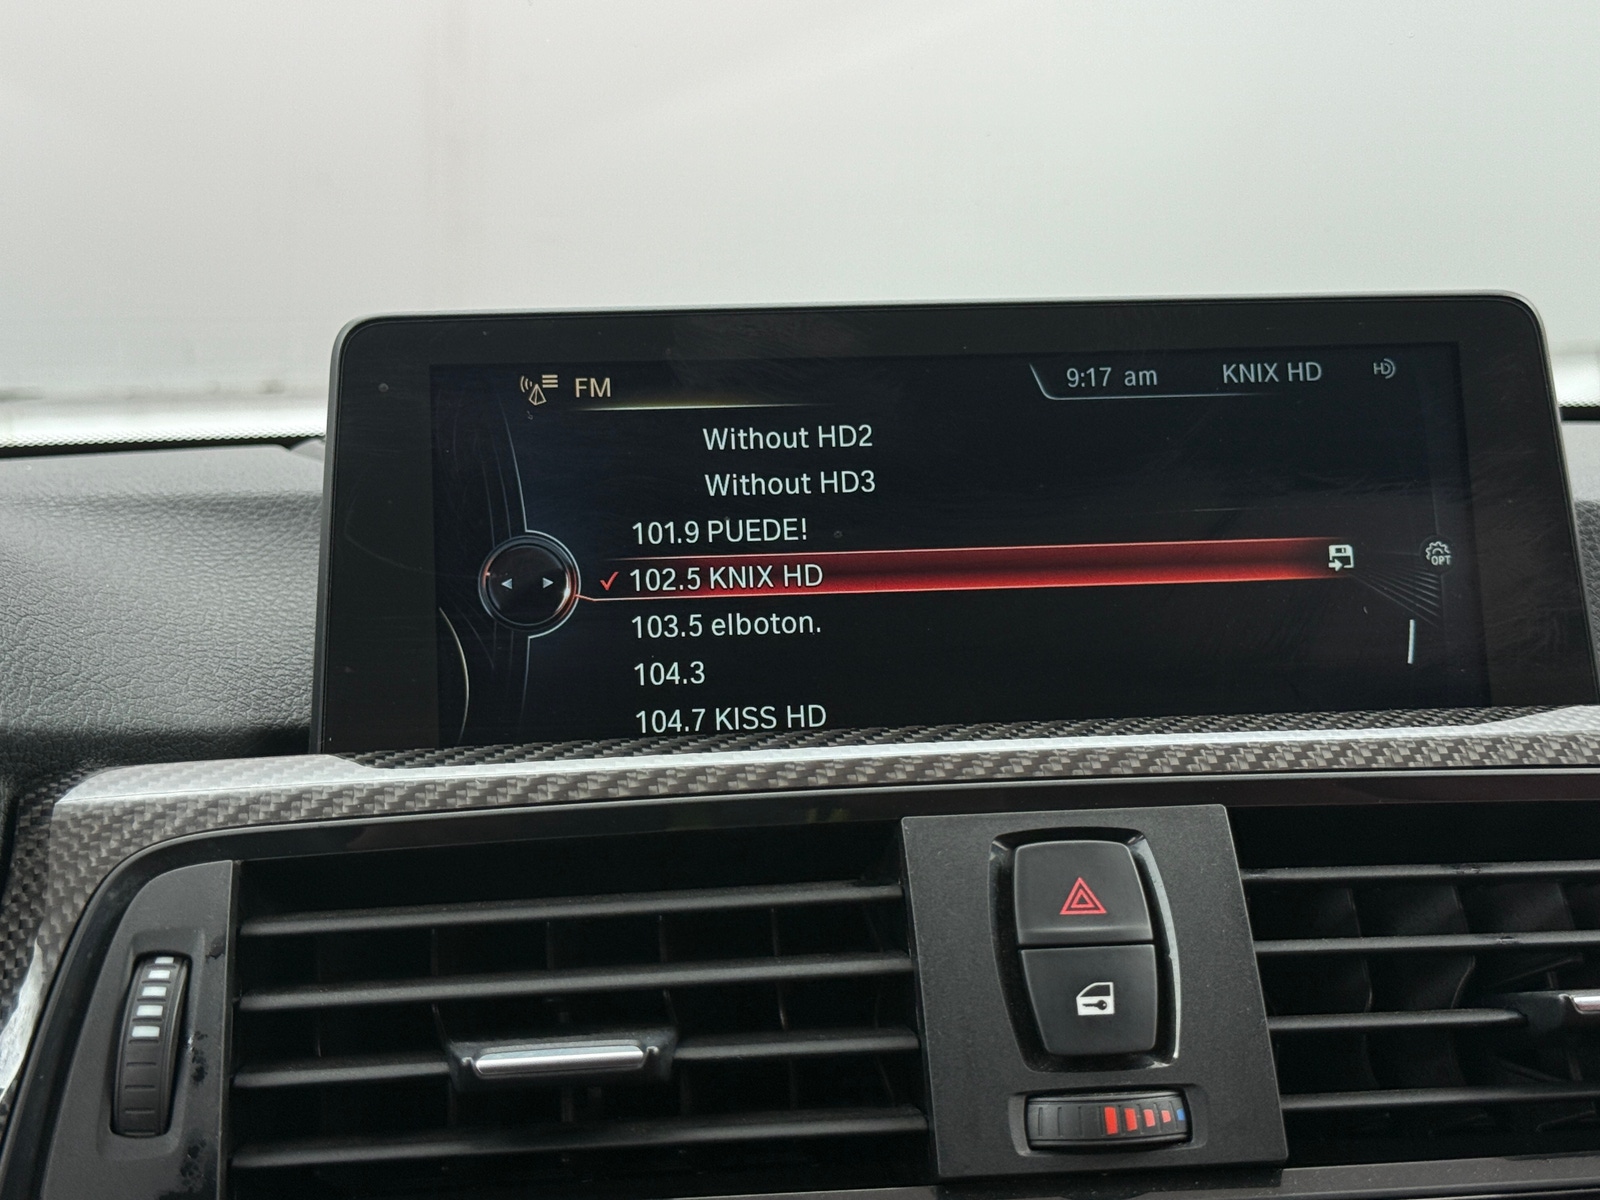 FM
9:17 am KNIX HD HD
Without HD2
Without HD3
101.9 PUEDE!
102.5 KNIX HD
OPT
103.5 elboton.
104.3
104.7 KISS HD